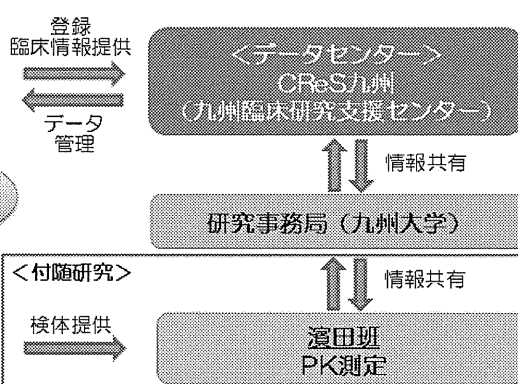 登録
臨床情報提供
データ
管理
＜データセンター＞
CReS九州
（九州臨床研究支援センター）
情報共有
研究事務局（九州大学）
＜付随研究＞
情報共有
検体提供
濱田班
PK測定